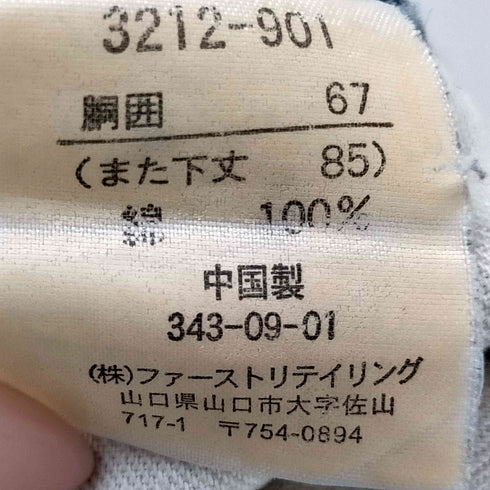 3212-901
胴囲 67
(また下丈 85)
綿 100%
中国製
343-09-01
(株)ファーストリテイリング
山口県山口市大字佐山
717-1 〒754-0894